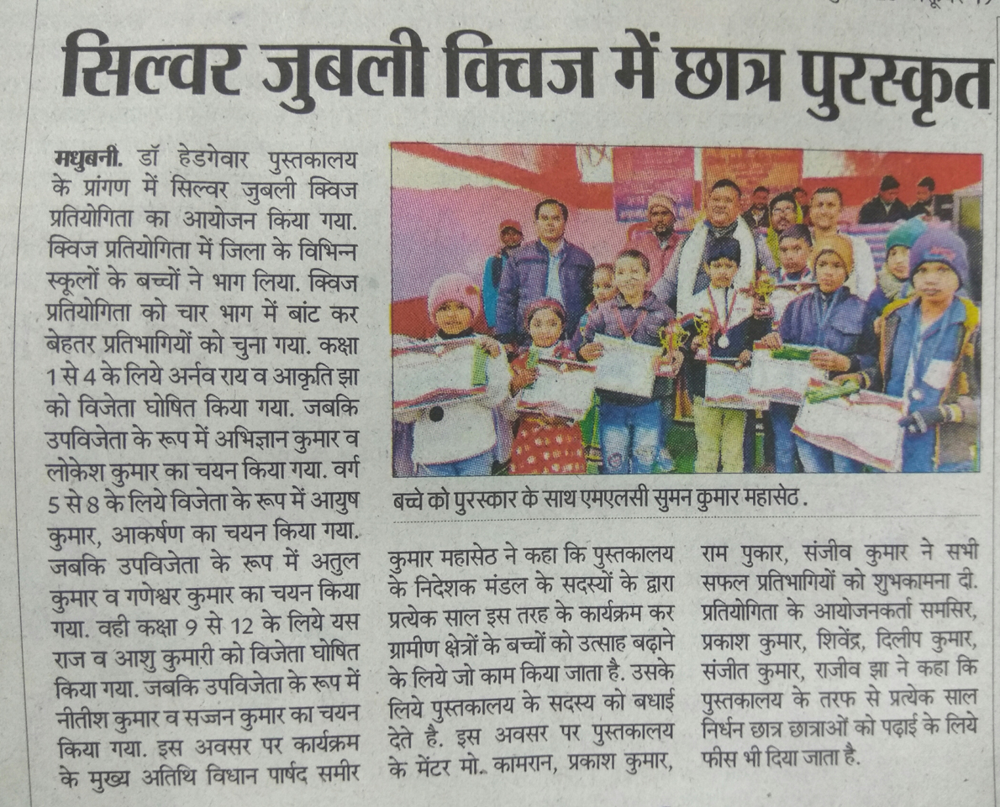 सिल्वर जुबली क्विज में छात्र पुरस्कृत
मधुबनी. डॉ हेडगेवार पुस्तकालय
के प्रांगण में सिल्वर जुबली क्विज
प्रतियोगिता का आयोजन किया गया.
क्विज प्रतियोगिता में जिला के विभिन्न
स्कूलों के बच्चों ने भाग लिया. क्विज
प्रतियोगिता को चार भाग में बांट कर
बेहतर प्रतिभागियों को चुना गया. कक्षा
1 से 4 के लिये अर्नव राय व आकृति झा
को विजेता घोषित किया गया. जबकि
उपविजेता के रूप में अभिज्ञान कुमार व
लोकेश कुमार का चयन किया गया. वर्ग
5 से 8 के लिये विजेता के रूप में आयुष
कुमार, आकर्षण का चयन किया गया.
जबकि उपविजेता के रूप में अतुल
कुमार व गणेश्वर कुमार का चयन किया
गया. वही कक्षा 9 से 12 के लिये यस
राज व आशु कुमारी को विजेता घोषित
किया गया. जबकि उपविजेता के रूप में
नीतीश कुमार व सज्जन कुमार का चयन
किया गया. इस अवसर पर कार्यक्रम
के मुख्य अतिथि विधान पार्षद समीर
बच्चे को पुरस्कार के साथ एमएलसी सुमन कुमार महासेठ.
कुमार महासेठ ने कहा कि पुस्तकालय
के निदेशक मंडल के सदस्यों के द्वारा
प्रत्येक साल इस तरह के कार्यक्रम कर
ग्रामीण क्षेत्रों के बच्चों को उत्साह बढ़ाने
के लिये जो काम किया जाता है. उसके
लिये पुस्तकालय के सदस्य को बधाई
देते है. इस अवसर पर पुस्तकालय
के मेंटर मो. कामरान, प्रकाश कुमार,
राम पुकार, संजीव कुमार ने सभी
सफल प्रतिभागियों को शुभकामना दी.
प्रतियोगिता के आयोजनकर्ता समसिर,
प्रकाश कुमार, शिवेंद्र, दिलीप कुमार,
संजीत कुमार, राजीव झा ने कहा कि
पुस्तकालय के तरफ से प्रत्येक साल
निर्धन छात्र छात्राओं को पढ़ाई के लिये
फीस भी दिया जाता है.